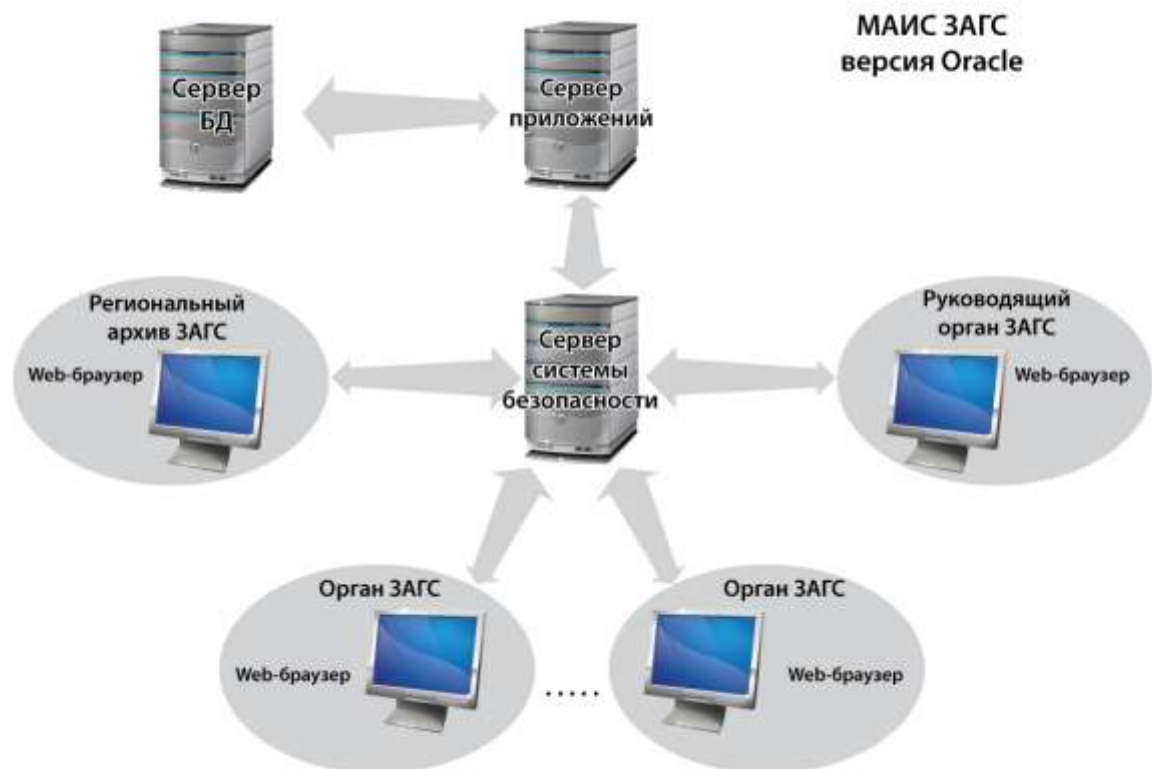 МАИС ЗАГС
версия Oracle
Сервер
БД
Сервер
приложений
Региональный
архив ЗАГС
Web-браузер
Сервер
системы
безопасности
Руководящий
орган ЗАГС
Web-браузер
Орган ЗАГС
Web-браузер
.....
Орган ЗАГС
Web-браузер